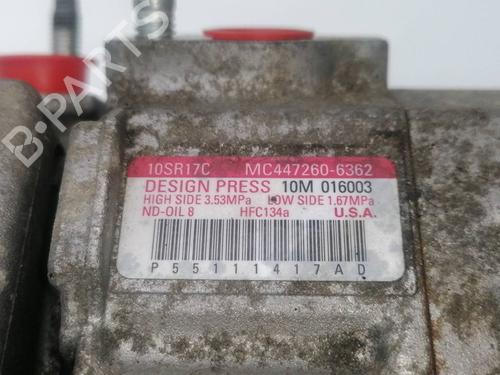 B-PARTS
10SR17C MC447260-6362
DESIGN PRESS 10M 016003
HIGH SIDE 3.53MPa LOW SIDE 1.67MPa
ND-OIL 8 HFC134a U.S.A.
P55111417AD